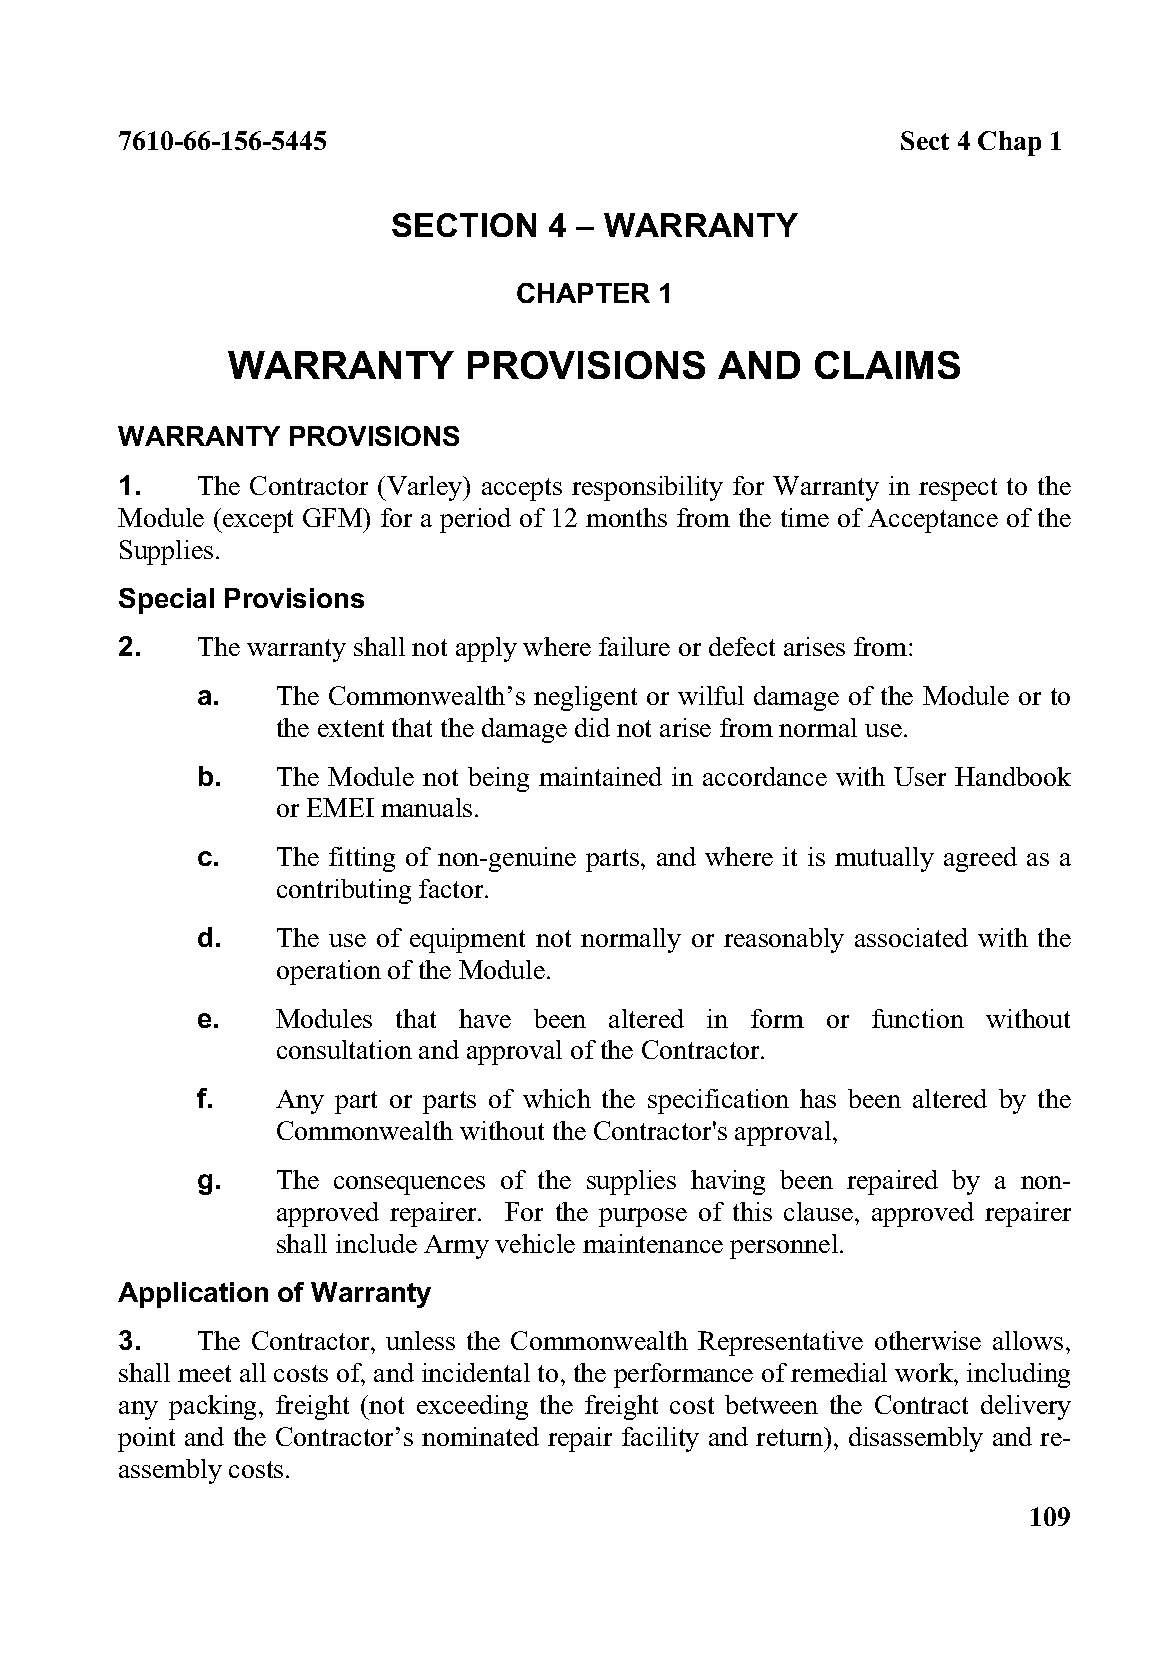 7610-66-156-5445 Sect 4 Chap 1
SECTION 4 – WARRANTY
CHAPTER 1
WARRANTY PROVISIONS AND CLAIMS
WARRANTY PROVISIONS
1. The Contractor (Varley) accepts responsibility for Warranty in respect to the
Module (except GFM) for a period of 12 months from the time of Acceptance of the
Supplies.
Special Provisions
2. The warranty shall not apply where failure or defect arises from:
a. The Commonwealth’s negligent or wilful damage of the Module or to
the extent that the damage did not arise from normal use.
b. The Module not being maintained in accordance with User Handbook
or EMEI manuals.
c. The fitting of non-genuine parts, and where it is mutually agreed as a
contributing factor.
d. The use of equipment not normally or reasonably associated with the
operation of the Module.
e. Modules that have been altered in form or function without
consultation and approval of the Contractor.
f. Any part or parts of which the specification has been altered by the
Commonwealth without the Contractor's approval,
g. The consequences of the supplies having been repaired by a non-
approved repairer. For the purpose of this clause, approved repairer
shall include Army vehicle maintenance personnel.
Application of Warranty
3. The Contractor, unless the Commonwealth Representative otherwise allows,
shall meet all costs of, and incidental to, the performance of remedial work, including
any packing, freight (not exceeding the freight cost between the Contract delivery
point and the Contractor’s nominated repair facility and return), disassembly and re-
assembly costs.
109